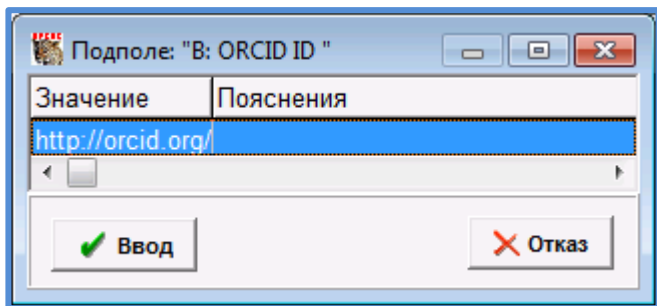 Подполе: "B: ORCID ID "
Значение Пояснения
http://orcid.org/
Ввод Отказ